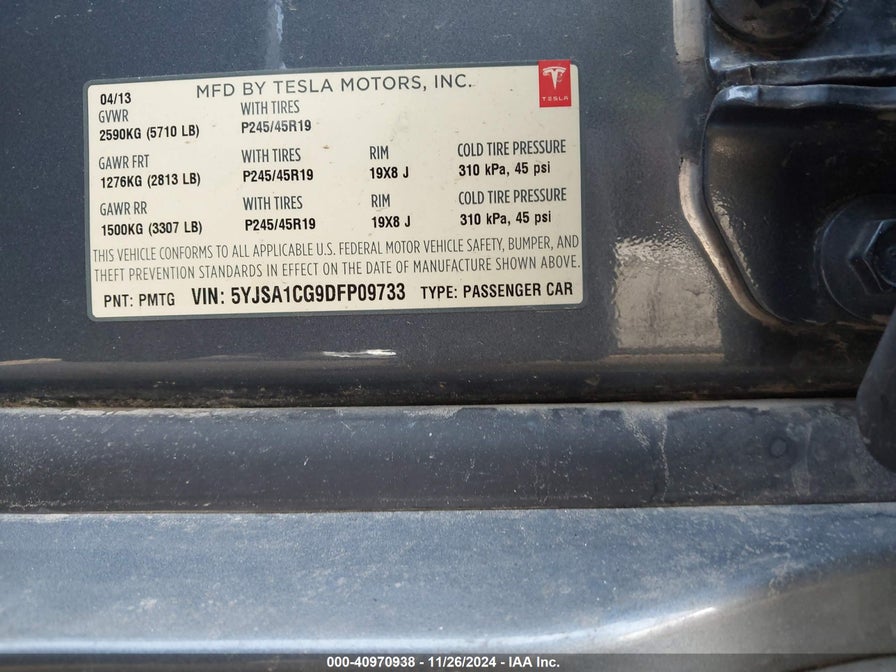 MFD BY TESLA MOTORS, INC.
TESLA
04/13
GVWR WITH TIRES
2590KG (5710 LB) P245/45R19
GAWR FRT WITH TIRES RIM COLD TIRE PRESSURE
1276KG (2813 LB) P245/45R19 19X8 J 310 kPa, 45 psi
GAWR RR WITH TIRES RIM COLD TIRE PRESSURE
1500KG (3307 LB) P245/45R19 19X8 J 310 kPa, 45 psi
THIS VEHICLE CONFORMS TO ALL APPLICABLE U.S. FEDERAL MOTOR VEHICLE SAFETY, BUMPER, AND
THEFT PREVENTION STANDARDS IN EFFECT ON THE DATE OF MANUFACTURE SHOWN ABOVE.
PNT: PMTG VIN: 5YJSA1CG9DFP09733 TYPE: PASSENGER CAR
000-40970938 - 11/26/2024 - IAA Inc.